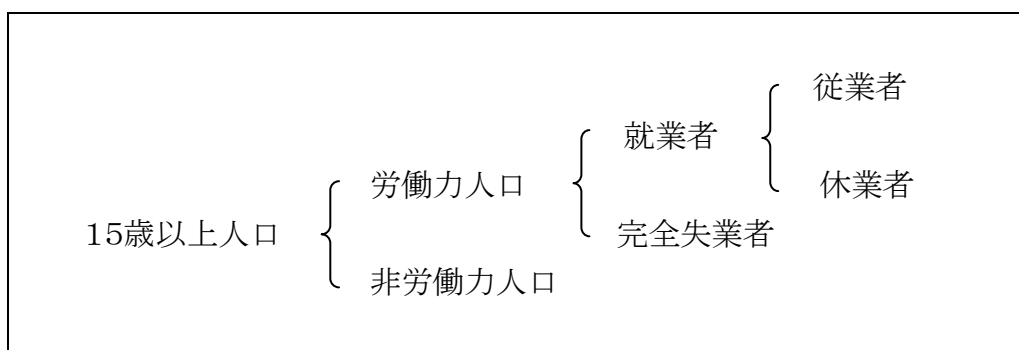 従業者
就業者
労働力人口
休業者
15歳以上人口
完全失業者
非労働力人口